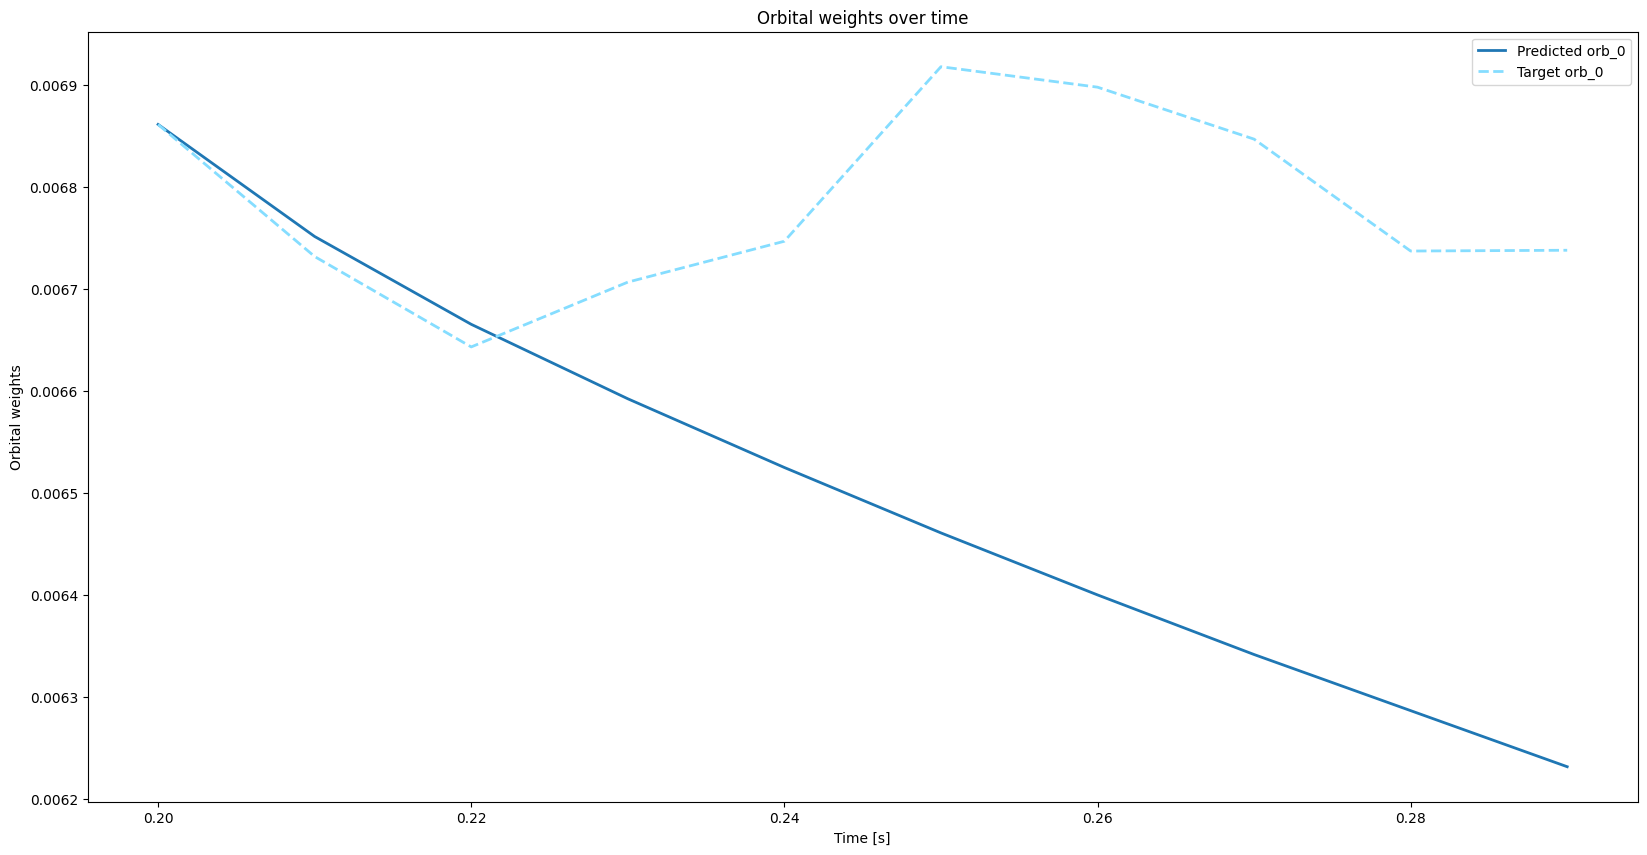 Orbital weights over time
Predicted orb_0
Target orb_0
0.0069
0.0068
0.0067
0.0066
0.0065
0.0064
0.0063
0.0062
Orbital weights
0.20
0.22
0.24
0.26
0.28
Time [s]